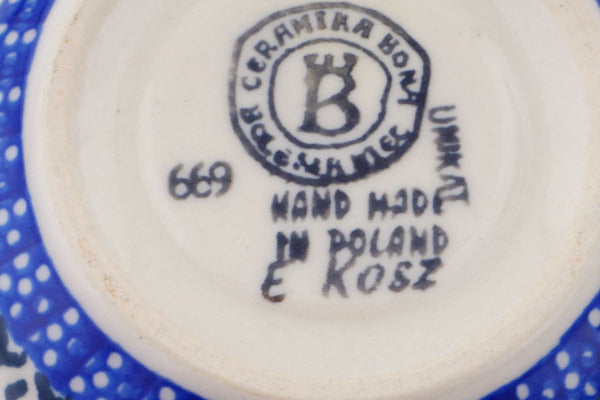 CERAMIKA BONA
BOLESŁAWIEC
B
UNIKAT
669
HAND MADE
IN POLAND
E KOSZ